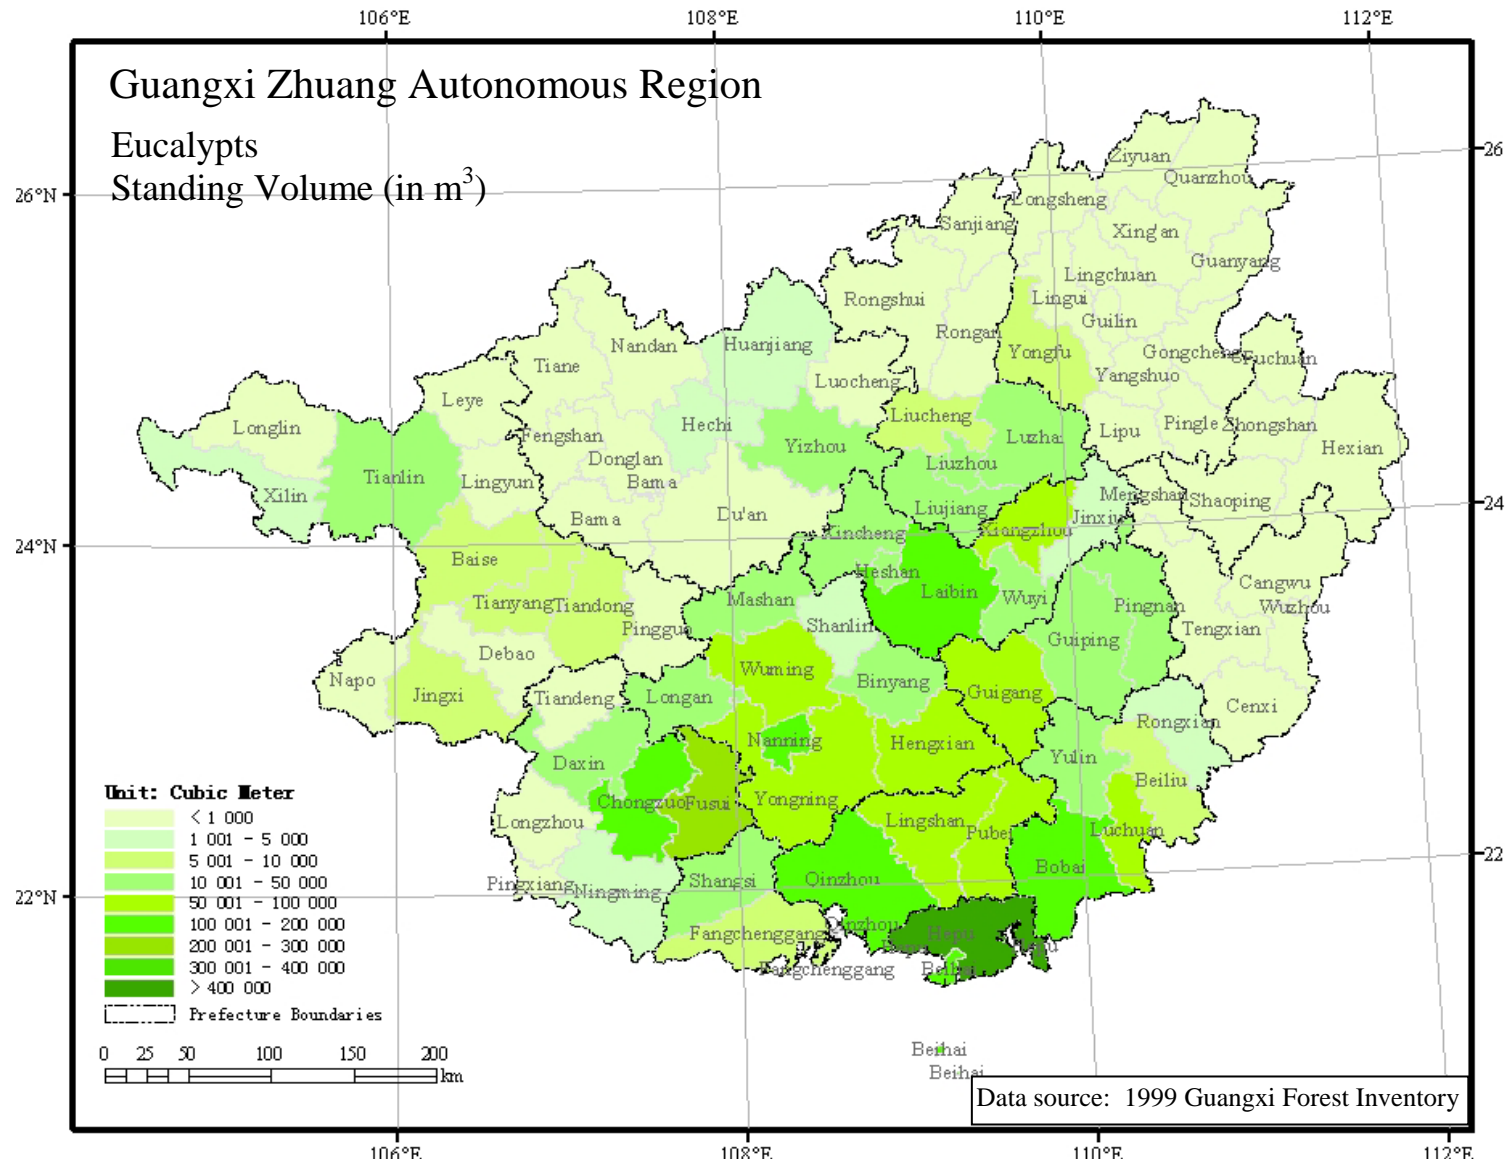 106°E 108°E 110°E 112°E
Guangxi Zhuang Autonomous Region
Eucalypts
Standing Volume (in m³)
26°N
26
Ziyuan
Quanzhou
Longsheng
Sanjiang
Xing'an
Guanyang
Lingchuan
Rongshui
Lingui
Guilin
Rongan
Nandan
Huanjiang
Yongfu
Gongcheng
Fuchuan
Tiane
Yangshuo
Luocheng
Leye
Liucheng
Longlin
Hechi
Lipu
Pingle
Zhongshan
Fengshan
Yizhou
Luzhai
Hexian
Donglan
Liuzhou
Tianlin
Lingyun
Bama
Xilin
Mengshan
Shaoping
24
Du'an
Liujiang
Bama
Jinxiu
Xincheng
Xiangzhou
24°N
Baise
Heshan
Laibin
Cangwu
Mashan
Wuyi
Tianyang
Tiandong
Pingnan
Wuzhou
Shanlin
Pingguo
Tengxian
Guiping
Debao
Wuming
Napo
Jingxi
Tiandeng
Longan
Binyang
Guigang
Cenxi
Rongxian
Nanning
Hengxian
Daxin
Yulin
Beiliu
Unit: Cubic Meter
Chongzuo
Fusui
Yongning
< 1 000
Longzhou
Lingshan
Pubei
Luchuan
1 001 - 5 000
5 001 - 10 000
22
Bobai
10 001 - 50 000
Pingxiang
Ningming
Shangsi
Qinzhou
22°N
50 001 - 100 000
100 001 - 200 000
Qinzhou
Fangchenggang
Hepu
200 001 - 300 000
Hepu
Hepu
300 001 - 400 000
Fangchenggang
Beihai
> 400 000
Prefecture Boundaries
0 25 50 100 150 200
km
Beihai
Beihai
Data source: 1999 Guangxi Forest Inventory
106°E 108°E 110°E 112°E